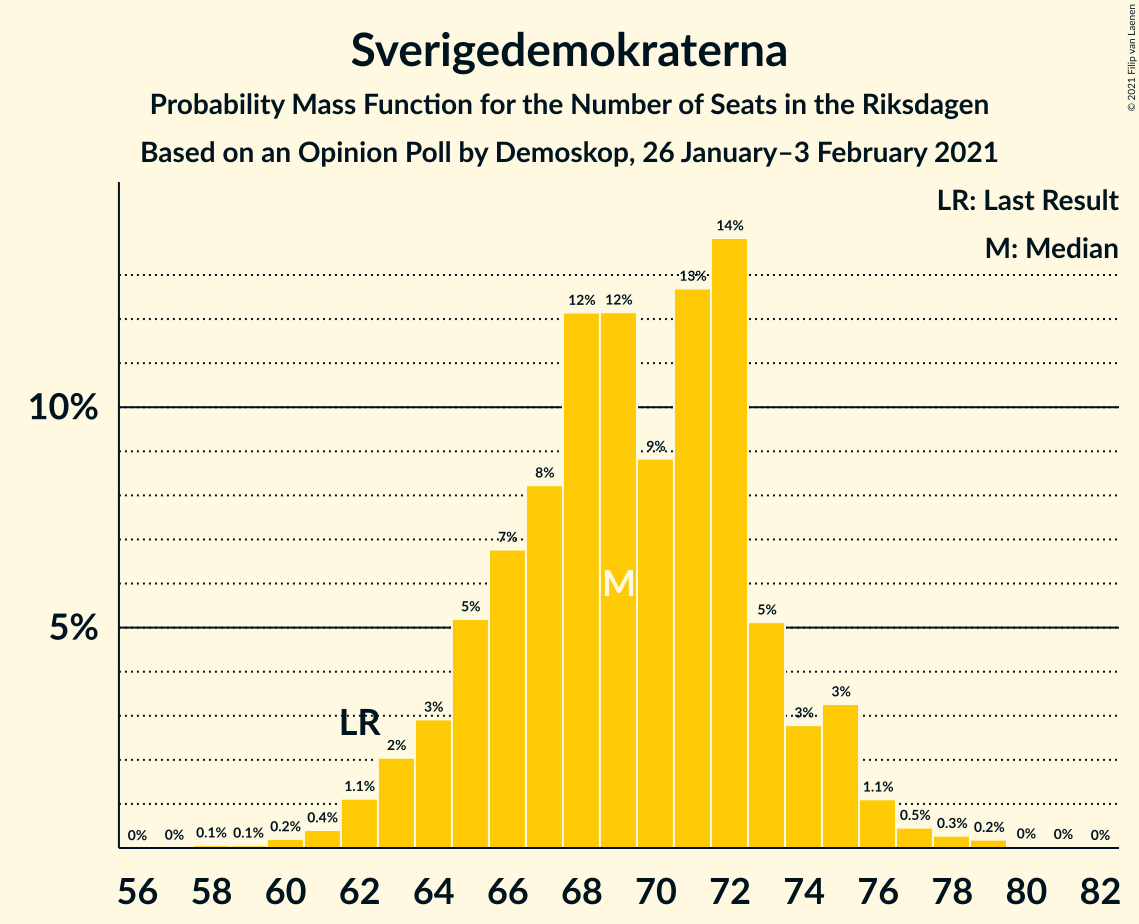 Sverigedemokraterna
Probability Mass Function for the Number of Seats in the Riksdagen
Based on an Opinion Poll by Demoskop, 26 January–3 February 2021
© 2021 Filip van Laenen
LR: Last Result
M: Median
10%
5%
0% 0% 0.1% 0.1% 0.2% 0.4% 1.1% 2% 3% 5% 7% 8% 12% 12% 9% 13% 14% 5% 3% 3% 1.1% 0.5% 0.3% 0.2% 0% 0% 0%
LR
M
56 58 60 62 64 66 68 70 72 74 76 78 80 82